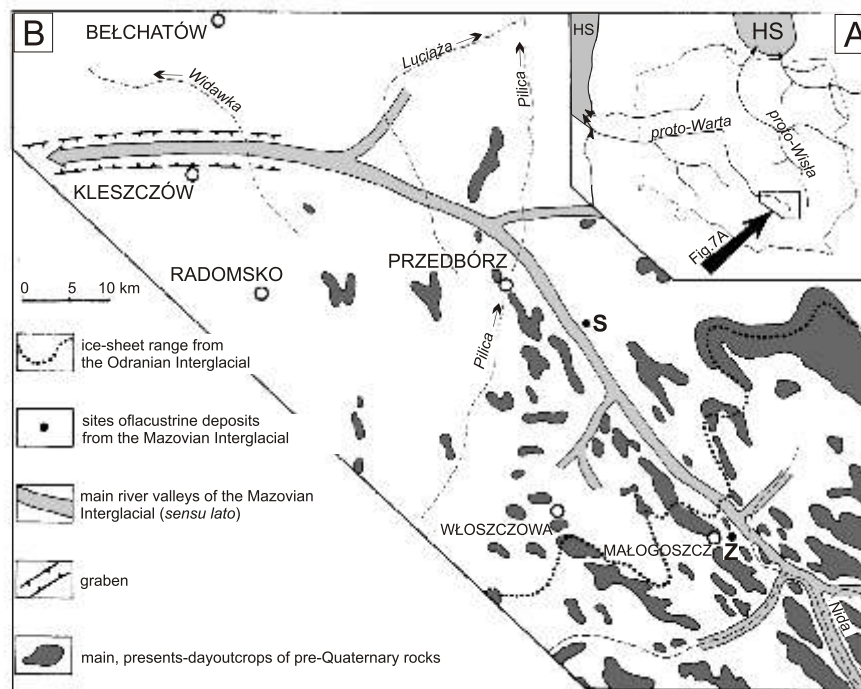 B
BEŁCHATÓW
HS
HS
A
Widawka
Luciąża
Pilica
proto-Warta
proto-Wisła
Fig.7A
KLESZCZÓW
RADOMSKO
PRZEDBÓRZ
0 5 10 km
S
Pilica
ice-sheet range from
the Odranian Interglacial
sites oflacustrine deposits
from the Mazovian Interglacial
main river valleys of the Mazovian
Interglacial (sensu lato)
WŁOSZCZOWA
MAŁOGOSZCZ
Z
graben
Nida
main, presents-dayoutcrops of pre-Quaternary rocks